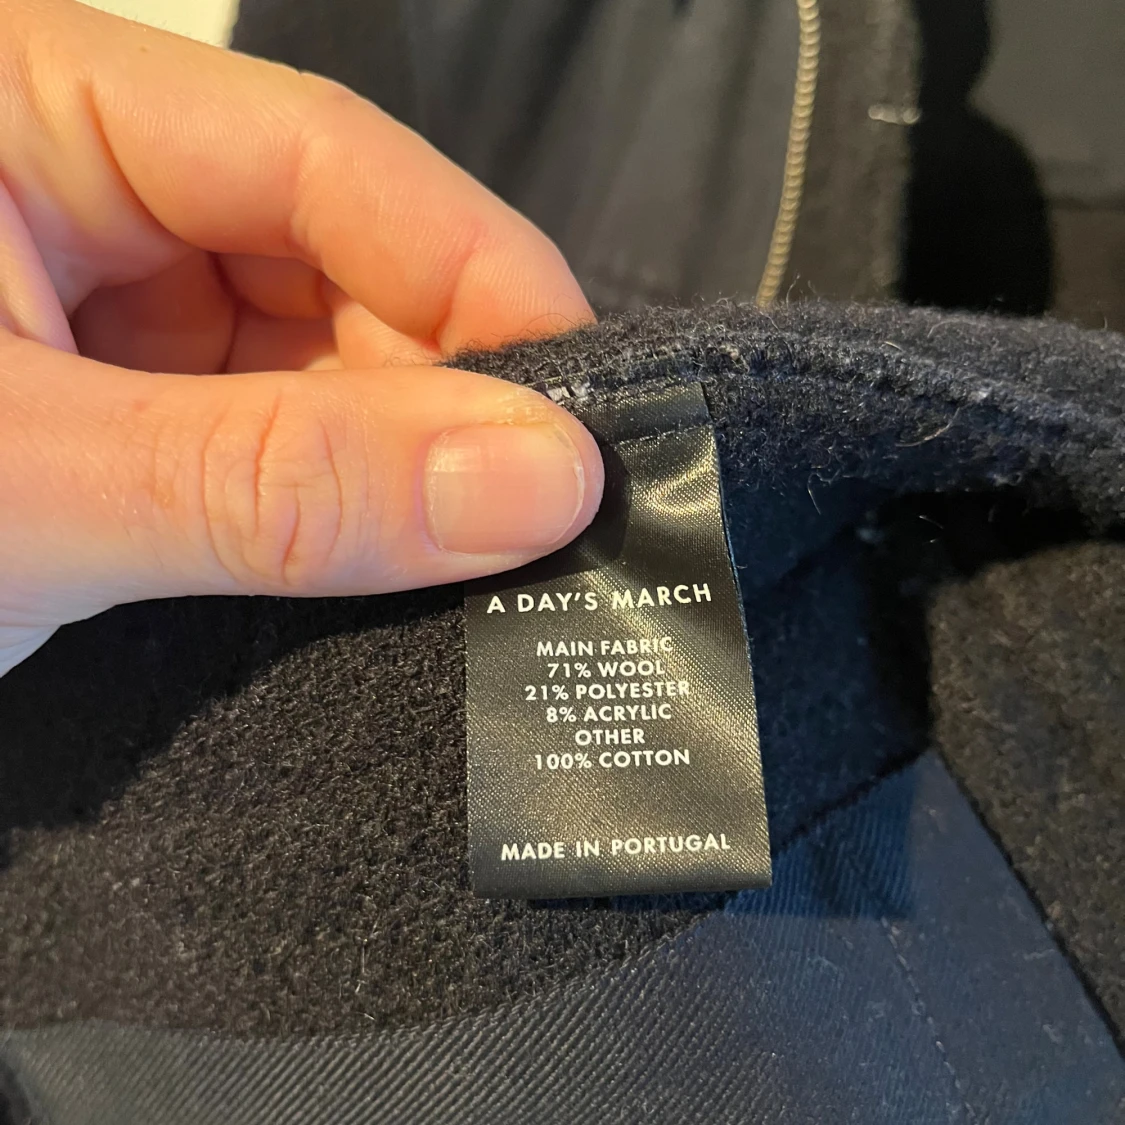 A DAY'S MARCH
MAIN FABRIC
71% WOOL
21% POLYESTER
8% ACRYLIC
OTHER
100% COTTON
MADE IN PORTUGAL